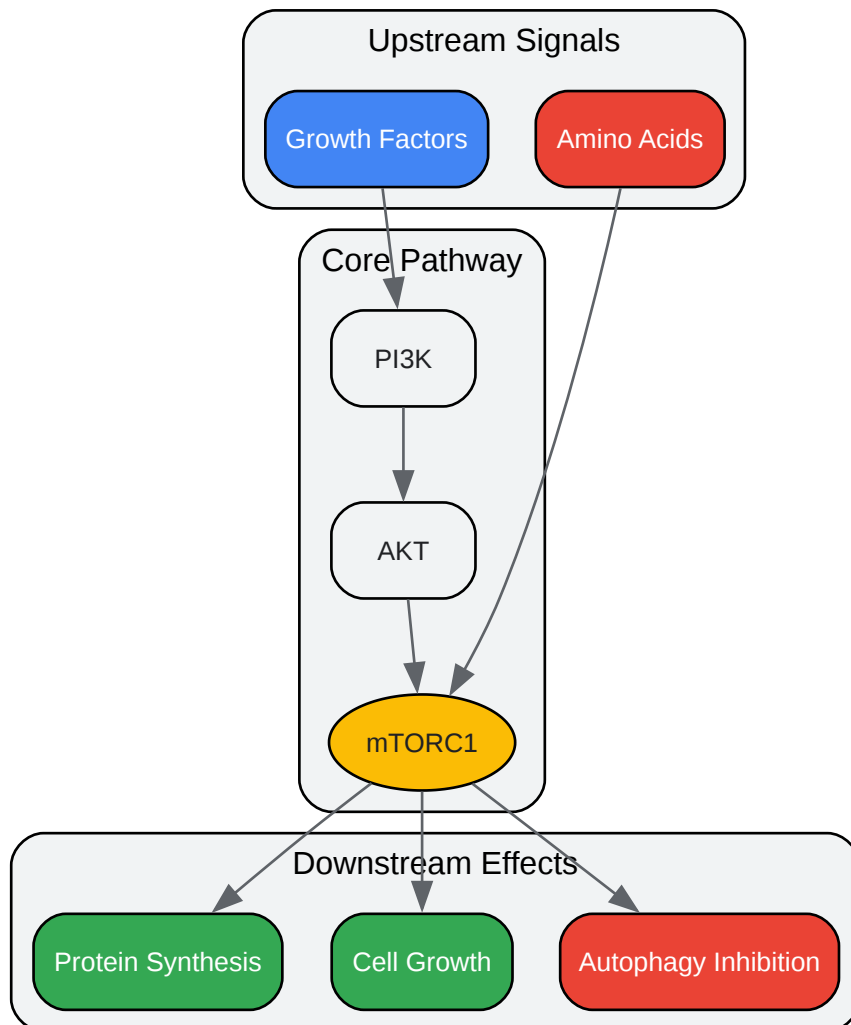 Upstream Signals
Growth Factors
Amino Acids
Core Pathway
PI3K
AKT
mTORC1
Downstream Effects
Protein Synthesis
Cell Growth
Autophagy Inhibition